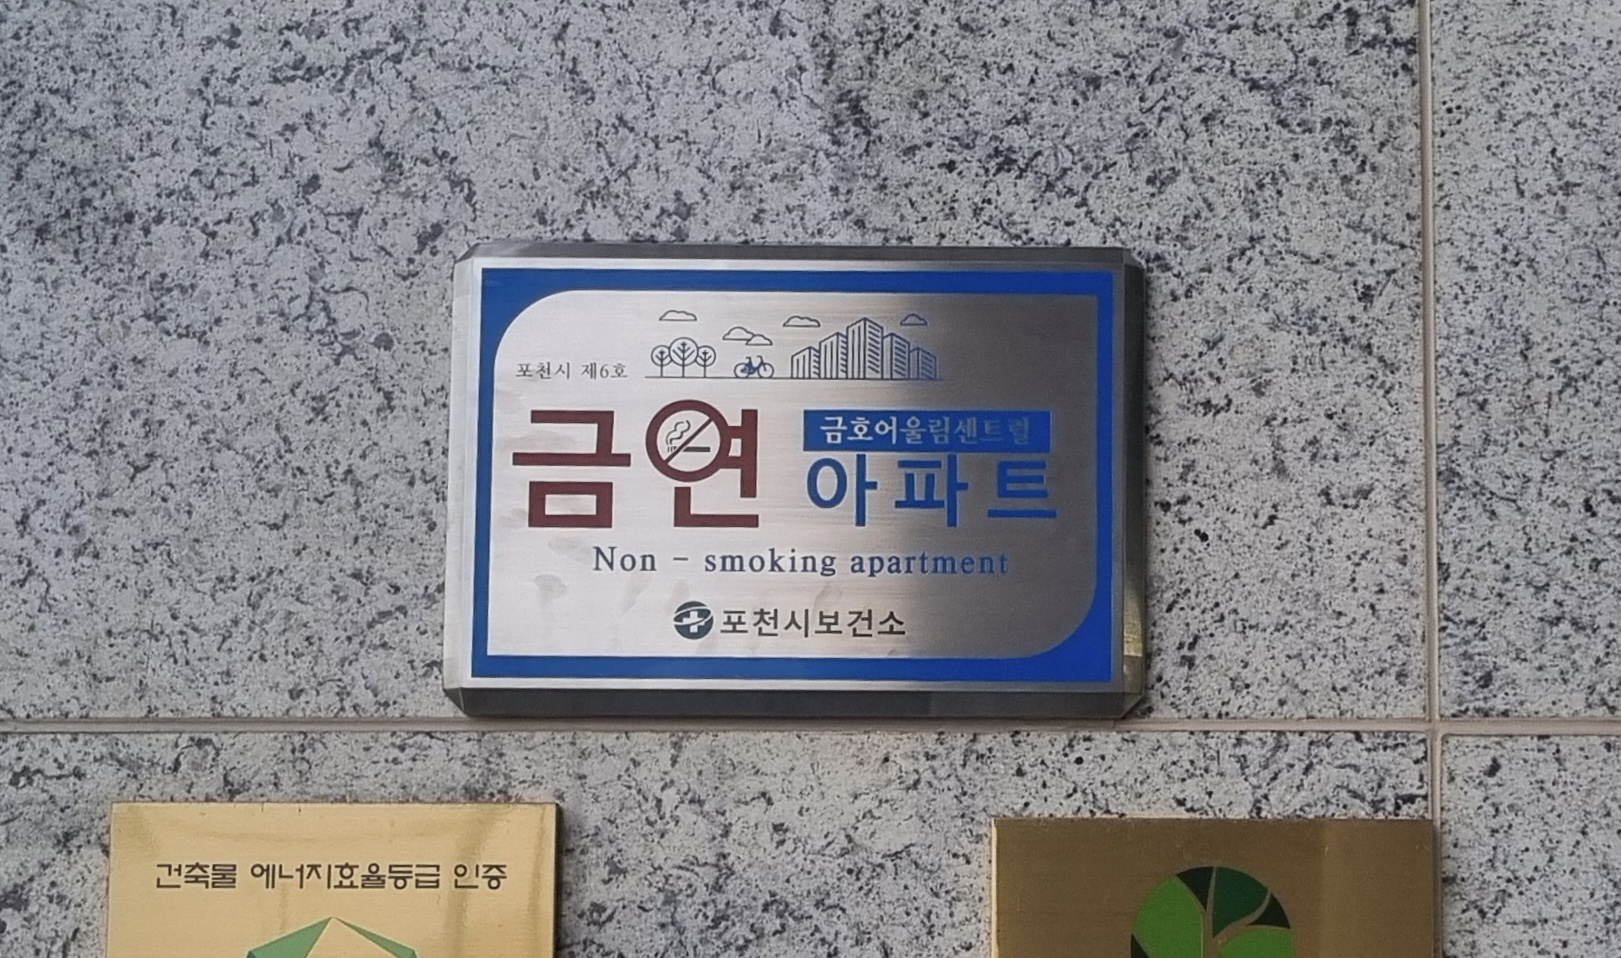 포천시 제6호
금연 금호어울림센트럴
아파트
Non - smoking apartment
포천시보건소
건축물 에너지효율등급 인증